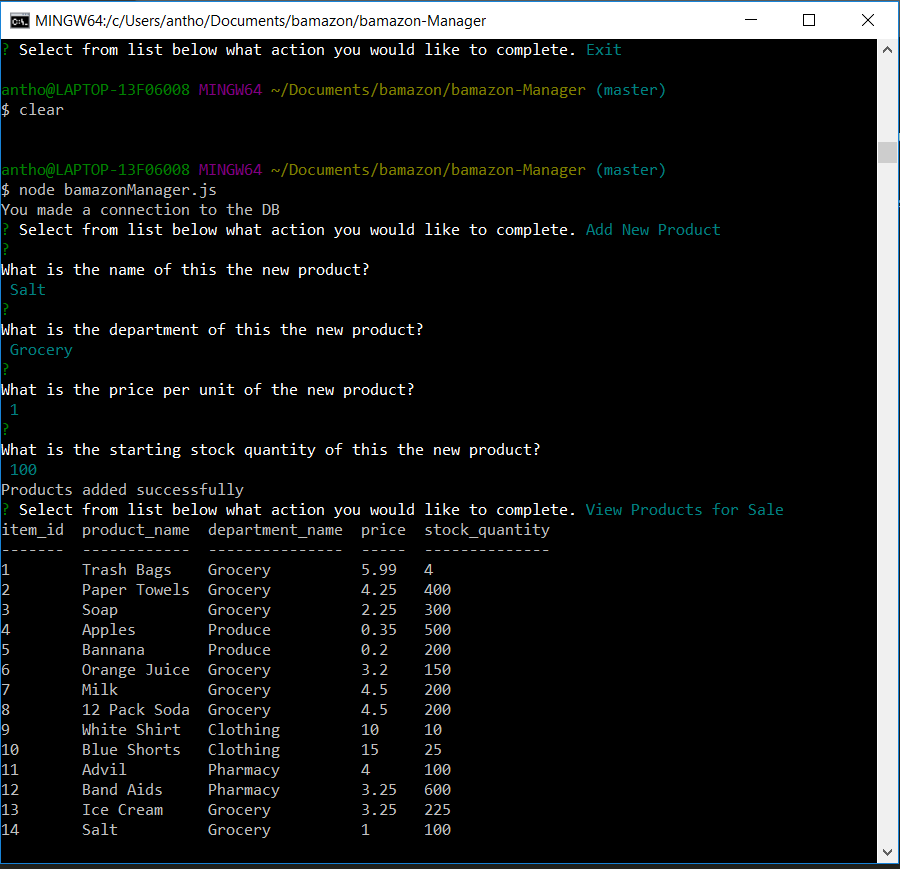 MINGW64:/c/Users/antho/Documents/bamazon/bamazon-Manager
? Select from list below what action you would like to complete. Exit
antho@LAPTOP-13F06008 MINGW64 ~/Documents/bamazon/bamazon-Manager (master)
$ clear
antho@LAPTOP-13F06008 MINGW64 ~/Documents/bamazon/bamazon-Manager (master)
$ node bamazonManager.js
You made a connection to the DB
? Select from list below what action you would like to complete. Add New Product
?
What is the name of this the new product?
Salt
?
What is the department of this the new product?
Grocery
?
What is the price per unit of the new product?
1
?
What is the starting stock quantity of this the new product?
100
Products added successfully
? Select from list below what action you would like to complete. View Products for Sale
item_id  product_name  department_name  price  stock_quantity
-------  ------------  ---------------  -----  --------------
1        Trash Bags    Grocery          5.99   4
2        Paper Towels  Grocery          4.25   400
3        Soap          Grocery          2.25   300
4        Apples        Produce          0.35   500
5        Bannana       Produce          0.2    200
6        Orange Juice  Grocery          3.2    150
7        Milk          Grocery          4.5    200
8        12 Pack Soda  Grocery          4.5    200
9        White Shirt   Clothing         10     10
10       Blue Shorts   Clothing         15     25
11       Advil         Pharmacy         4      100
12       Band Aids     Pharmacy         3.25   600
13       Ice Cream     Grocery          3.25   225
14       Salt          Grocery          1      100